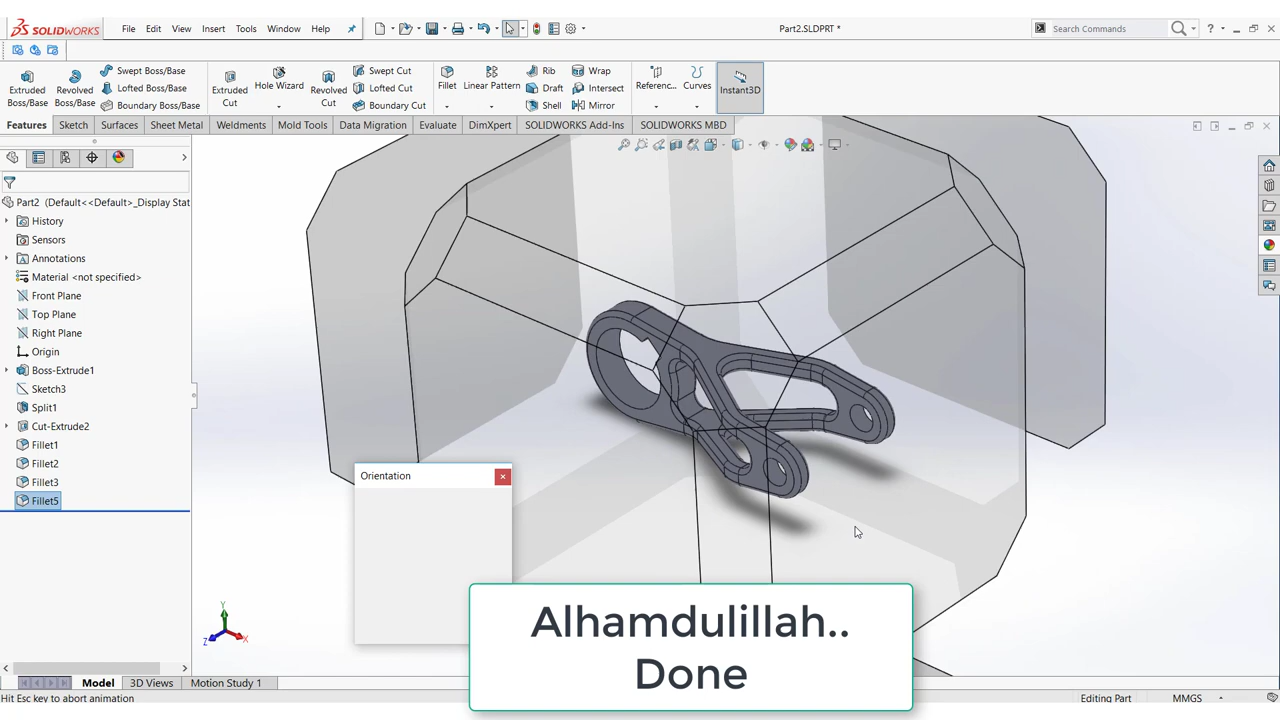 SOLIDWORKS
File Edit View Insert Tools Window Help
Part2.SLDPRT *
Search Commands
Extruded Boss/Base
Revolved Boss/Base
Swept Boss/Base
Lofted Boss/Base
Boundary Boss/Base
Extruded Cut
Hole Wizard
Revolved Cut
Swept Cut
Lofted Cut
Boundary Cut
Fillet
Linear Pattern
Rib
Draft
Shell
Wrap
Intersect
Mirror
Referenc...
Curves
Instant3D
Features Sketch Surfaces Sheet Metal Weldments Mold Tools Data Migration Evaluate DimXpert SOLIDWORKS Add-Ins SOLIDWORKS MBD
Part2 (Default<<Default>_Display Stat
History
Sensors
Annotations
Material <not specified>
Front Plane
Top Plane
Right Plane
Origin
Boss-Extrude1
Sketch3
Split1
Cut-Extrude2
Fillet1
Fillet2
Fillet3
Fillet5
Orientation
Y
Z
X
Alhamdulillah..
Done
Model 3D Views Motion Study 1
Hit Esc key to abort animation
Editing Part
MMGS